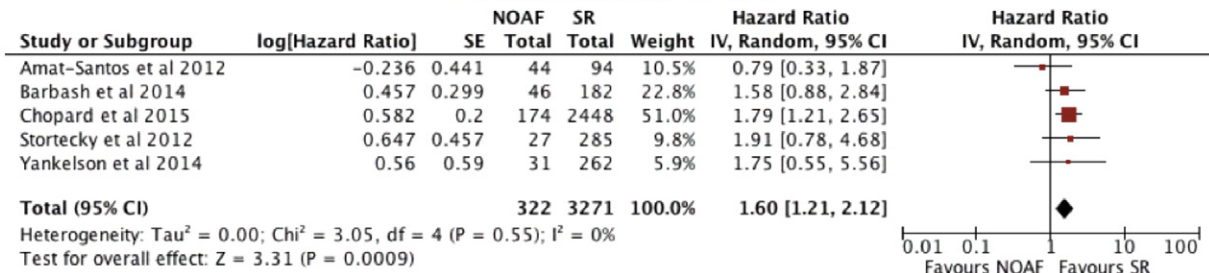 NOAF SR Hazard Ratio Hazard Ratio
Study or Subgroup log[Hazard Ratio] SE Total Total Weight IV, Random, 95% CI IV, Random, 95% CI
Amat-Santos et al 2012 -0.236 0.441 44 94 10.5% 0.79 [0.33, 1.87]
Barbash et al 2014 0.457 0.299 46 182 22.8% 1.58 [0.88, 2.84]
Chopard et al 2015 0.582 0.2 174 2448 51.0% 1.79 [1.21, 2.65]
Stortecky et al 2012 0.647 0.457 27 285 9.8% 1.91 [0.78, 4.68]
Yankelson et al 2014 0.56 0.59 31 262 5.9% 1.75 [0.55, 5.56]
Total (95% CI) 322 3271 100.0% 1.60 [1.21, 2.12]
Heterogeneity: Tau² = 0.00; Chi² = 3.05, df = 4 (P = 0.55); I² = 0%
Test for overall effect: Z = 3.31 (P = 0.0009)
0.01 0.1 1 10 100
Favours NOAF Favours SR